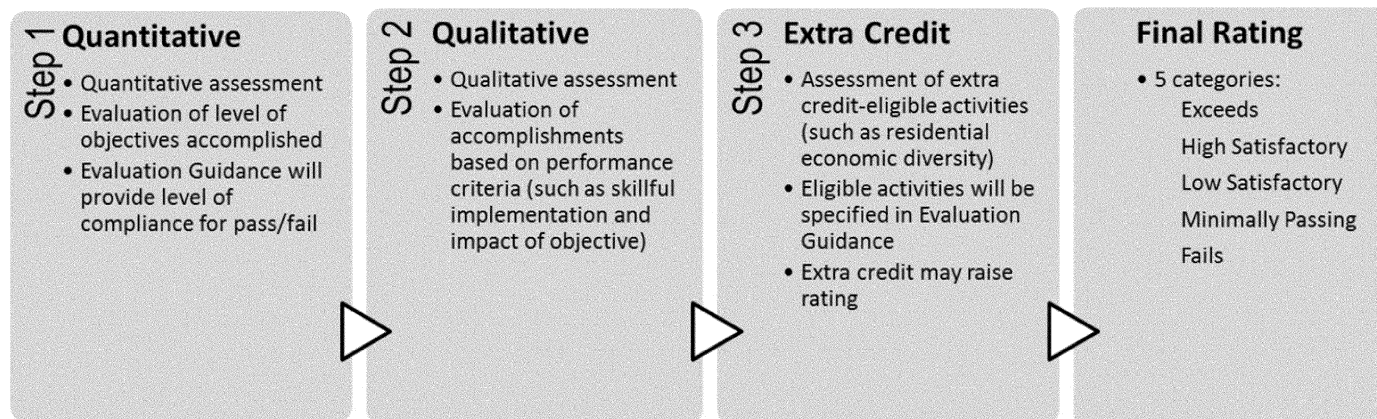 Step 1
Quantitative
• Quantitative assessment
• Evaluation of level of
objectives accomplished
• Evaluation Guidance will
provide level of
compliance for pass/fail
Step 2
Qualitative
• Qualitative assessment
• Evaluation of
accomplishments
based on performance
criteria (such as skillful
implementation and
impact of objective)
Step 3
Extra Credit
• Assessment of extra
credit-eligible activities
(such as residential
economic diversity)
• Eligible activities will be
specified in Evaluation
Guidance
• Extra credit may raise
rating
Final Rating
• 5 categories:
Exceeds
High Satisfactory
Low Satisfactory
Minimally Passing
Fails